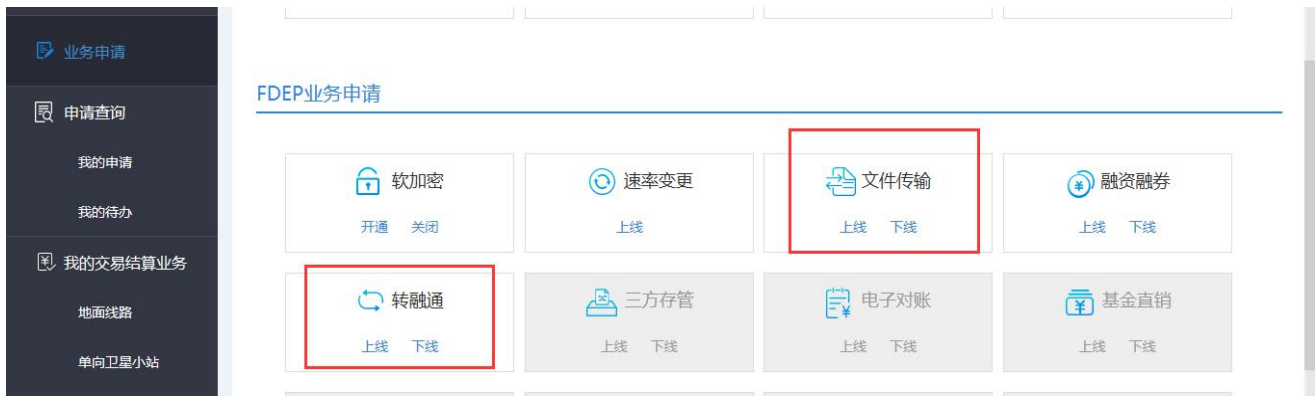 业务申请
申请查询
我的申请
我的待办
我的交易结算业务
地面线路
单向卫星小站
FDEP业务申请
软加密
开通 关闭
速率变更
上线
文件传输
上线 下线
融资融券
上线 下线
转融通
上线 下线
三方存管
上线 下线
电子对账
上线 下线
基金直销
上线 下线